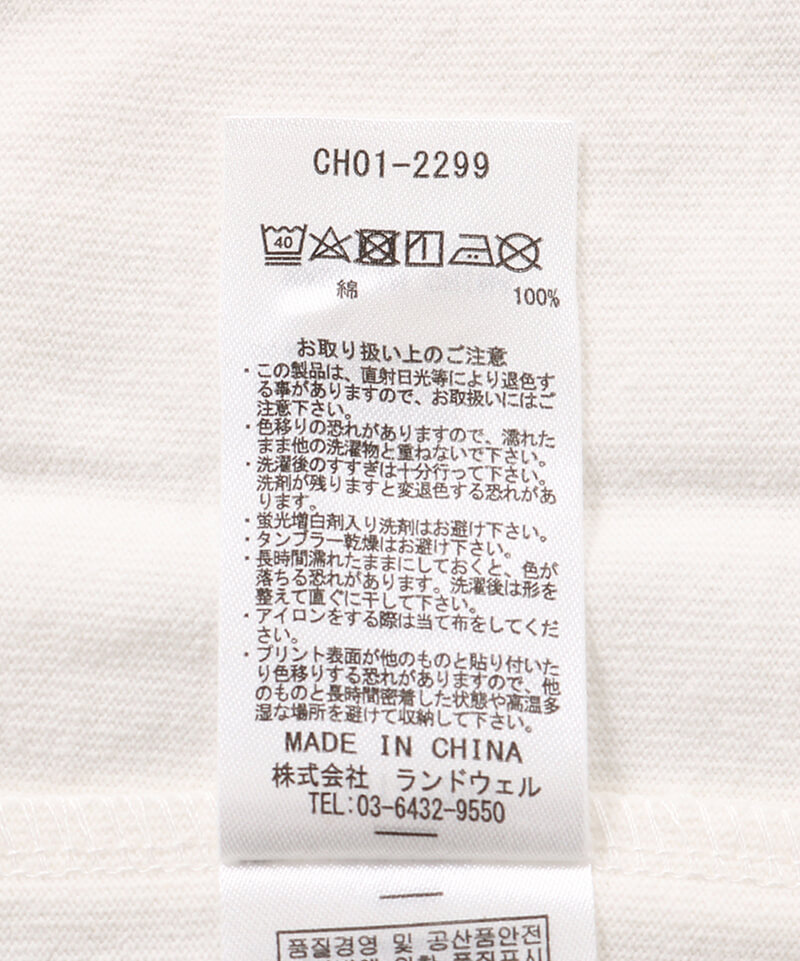 CH01-2299
40
綿 100%
お取り扱い上のご注意
・この製品は、直射日光等により退色す
る事がありますので、お取扱いにはご
注意下さい。
・色移りの恐れがありますので、濡れた
まま他の洗濯物と重ねないで下さい。
・洗濯後のすすぎは十分行って下さい。
洗剤が残りますと変退色する恐れがあ
ります。
・蛍光増白剤入り洗剤はお避け下さい。
・タンブラー乾燥はお避け下さい。
・長時間濡れたままにしておくと、色が
落ちる恐れがあります。洗濯後は形を
整えて直ぐに干して下さい。
・アイロンをする際は当て布をしてくだ
さい。
・プリント表面が他のものと貼り付いた
り色移りする恐れがありますので、他
のものと長時間密着した状態や高温多
湿な場所を避けて収納して下さい。
MADE IN CHINA
株式会社 ランドウェル
TEL:03-6432-9550
품질경영 및 공산품안전